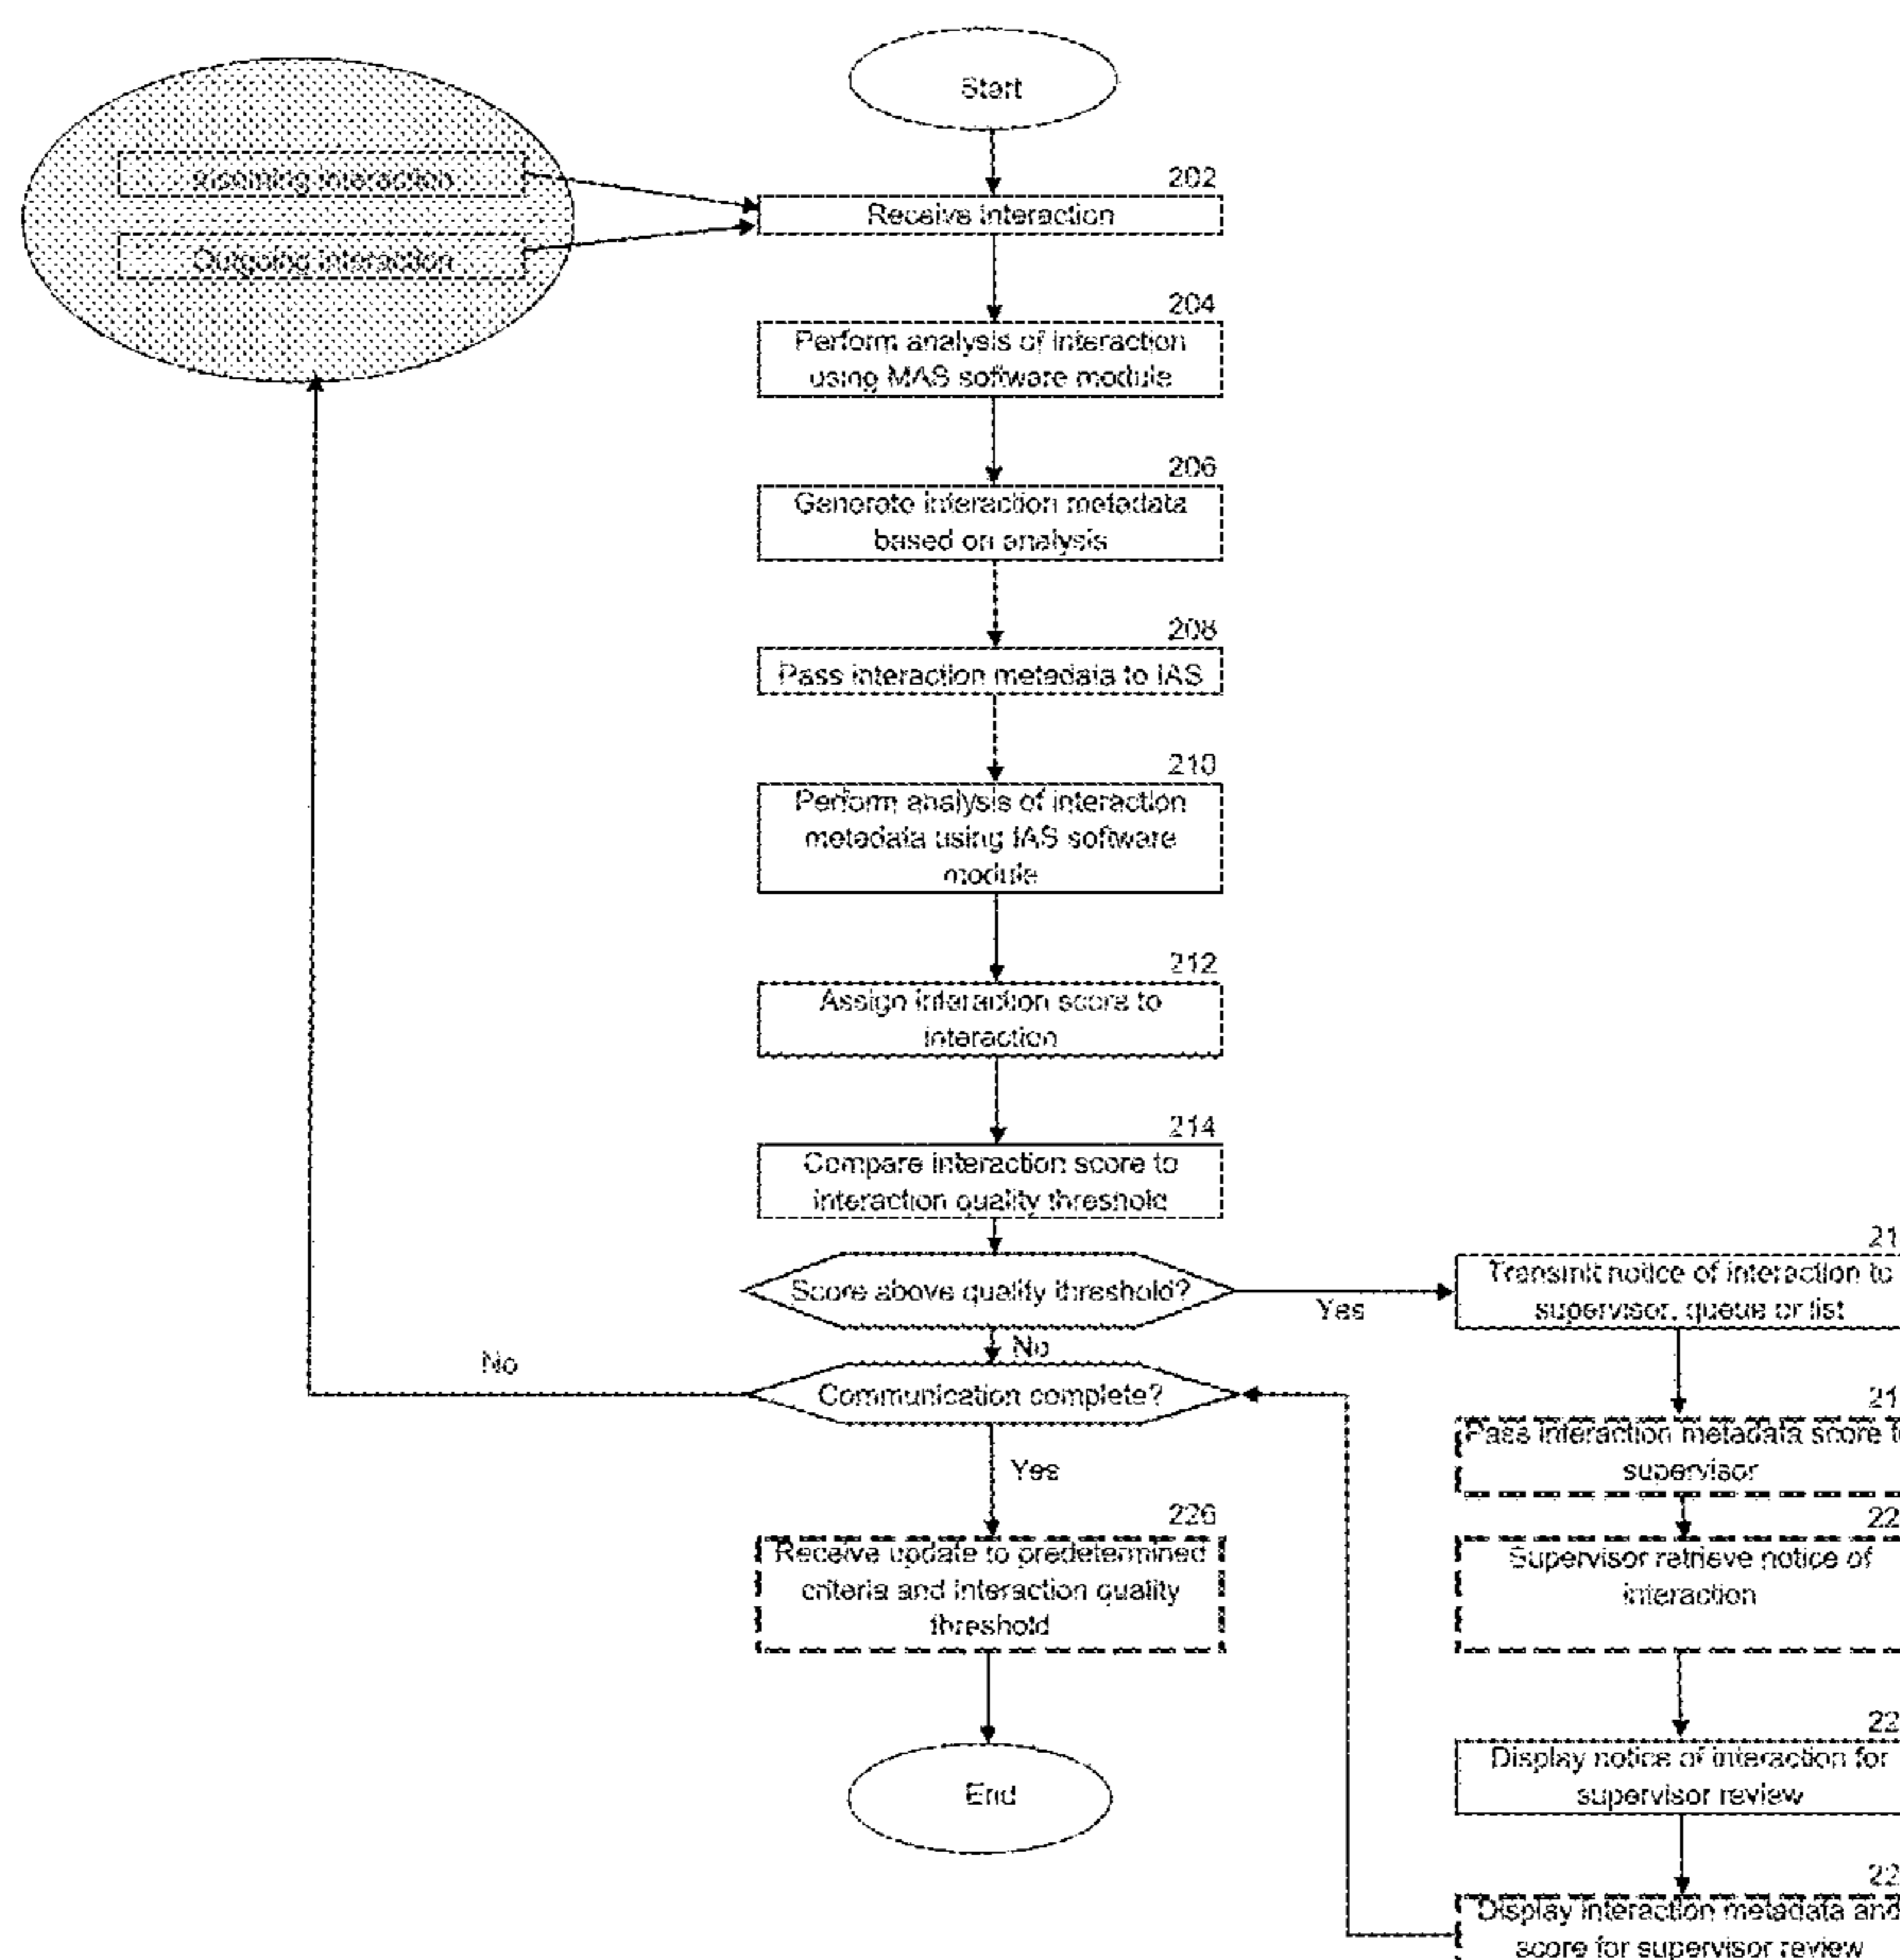 Start
Incoming interaction
Outgoing interaction
202
Receive interaction
204
Perform analysis of interaction
using MAS software module
206
Generate interaction metadata
based on analysis
208
Pass interaction metadata to IAS
210
Perform analysis of interaction
metadata using IAS software
module
212
Assign interaction score to
interaction
214
Compare interaction score to
interaction quality threshold
Score above quality threshold?
Yes
No
Communication complete?
No
Yes
226
Receive update to predetermined
criteria and interaction quality
threshold
End
21
Transmit notice of interaction to
supervisor, queue or list
21
Pass interaction metadata score
supervisor
22
Supervisor retrieve notice of
interaction
22
Display notice of interaction for
supervisor review
22
Display interaction metadata and
score for supervisor review